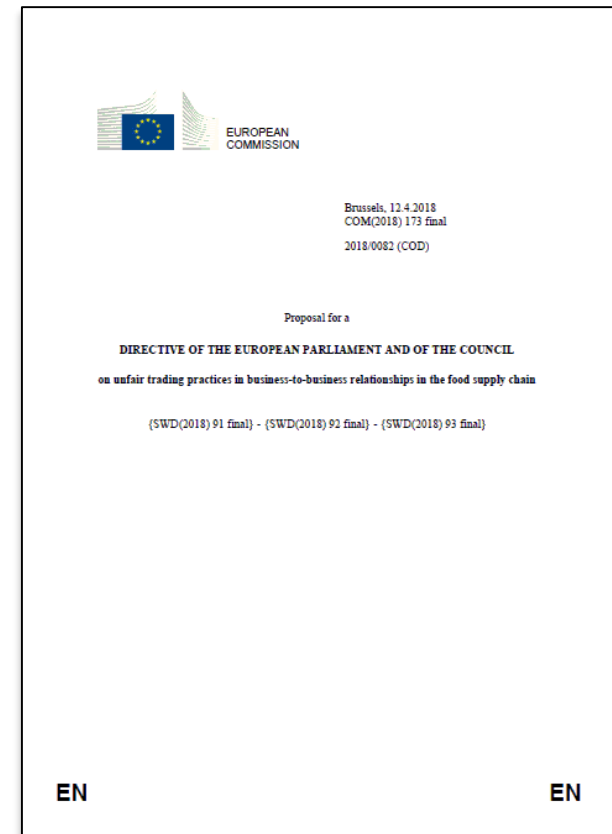 EUROPEAN
COMMISSION
Brussels, 12.4.2018
COM(2018) 173 final
2018/0082 (COD)
Proposal for a
DIRECTIVE OF THE EUROPEAN PARLIAMENT AND OF THE COUNCIL
on unfair trading practices in business-to-business relationships in the food supply chain
{SWD(2018) 91 final} - {SWD(2018) 92 final} - {SWD(2018) 93 final}
EN EN